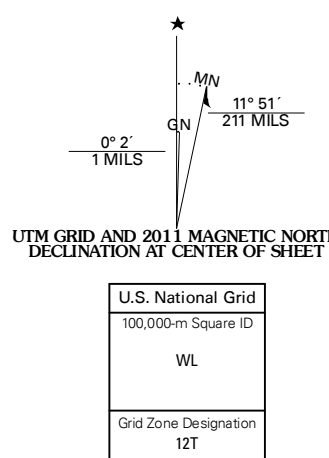 MN
GN
11° 51´
211 MILS
0° 2´
1 MILS
UTM GRID AND 2011 MAGNETIC NORT
DECLINATION AT CENTER OF SHEET
U.S. National Grid
100,000-m Square ID
WL
Grid Zone Designation
12T